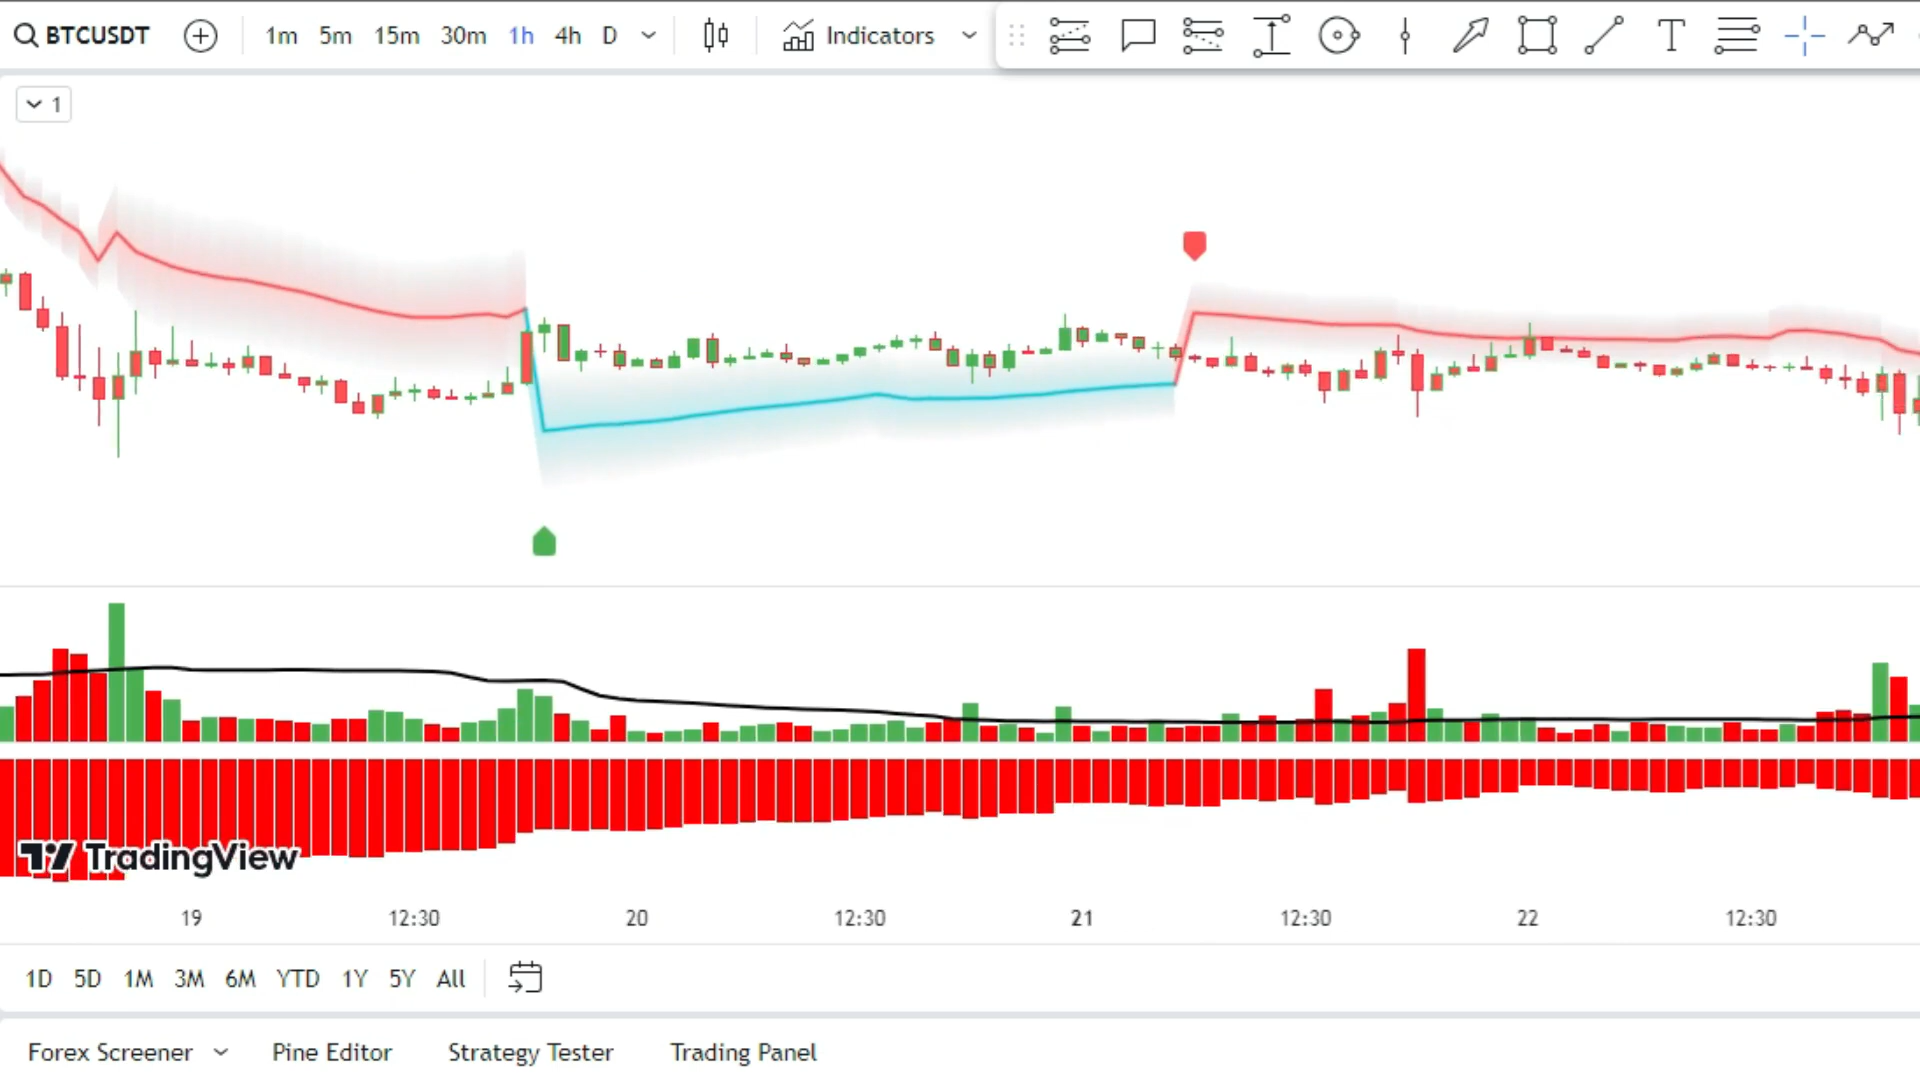 BTCUSDT 1m 5m 15m 30m 1h 4h D Indicators T
1
TradingView
19 12:30 20 12:30 21 12:30 22 12:30
1D 5D 1M 3M 6M YTD 1Y 5Y All
Forex Screener Pine Editor Strategy Tester Trading Panel